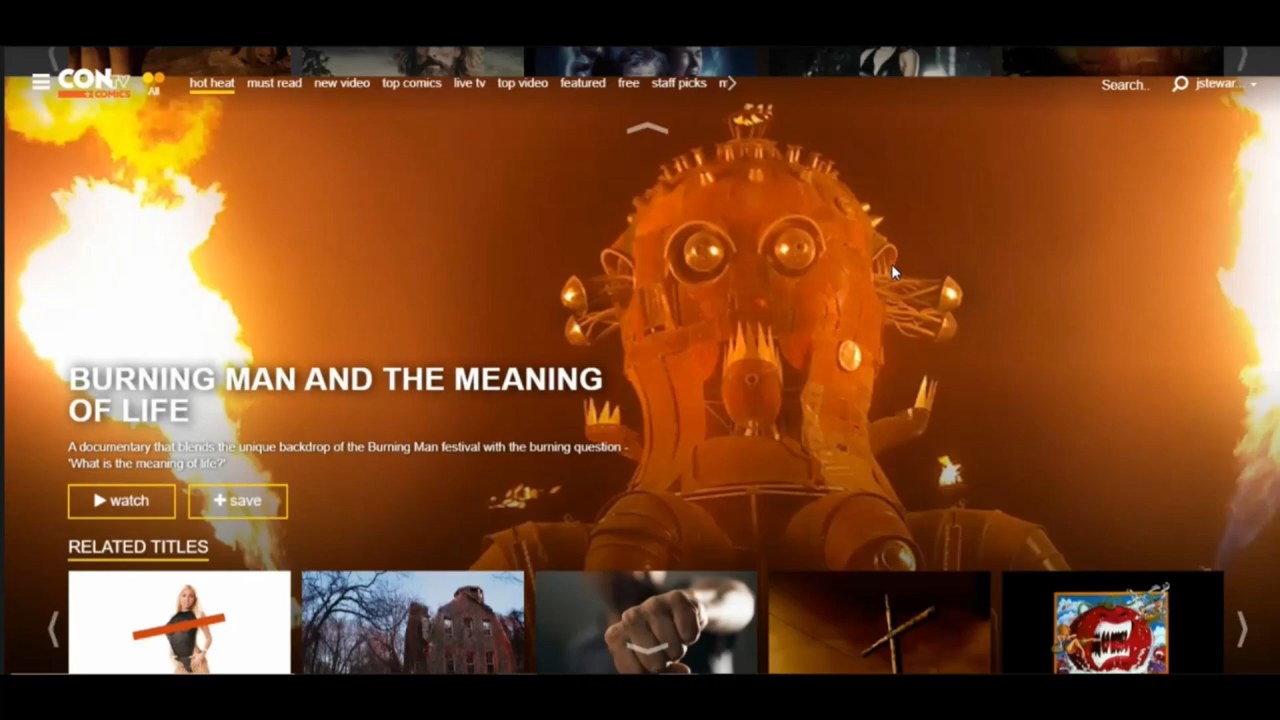 CONTV
COMICS
All
hot heat must read new video top comics live tv top video featured free staff picks
Search.. jstewar...
BURNING MAN AND THE MEANING
OF LIFE
A documentary that blends the unique backdrop of the Burning Man festival with the burning question -
'What is the meaning of life?'
watch save
RELATED TITLES